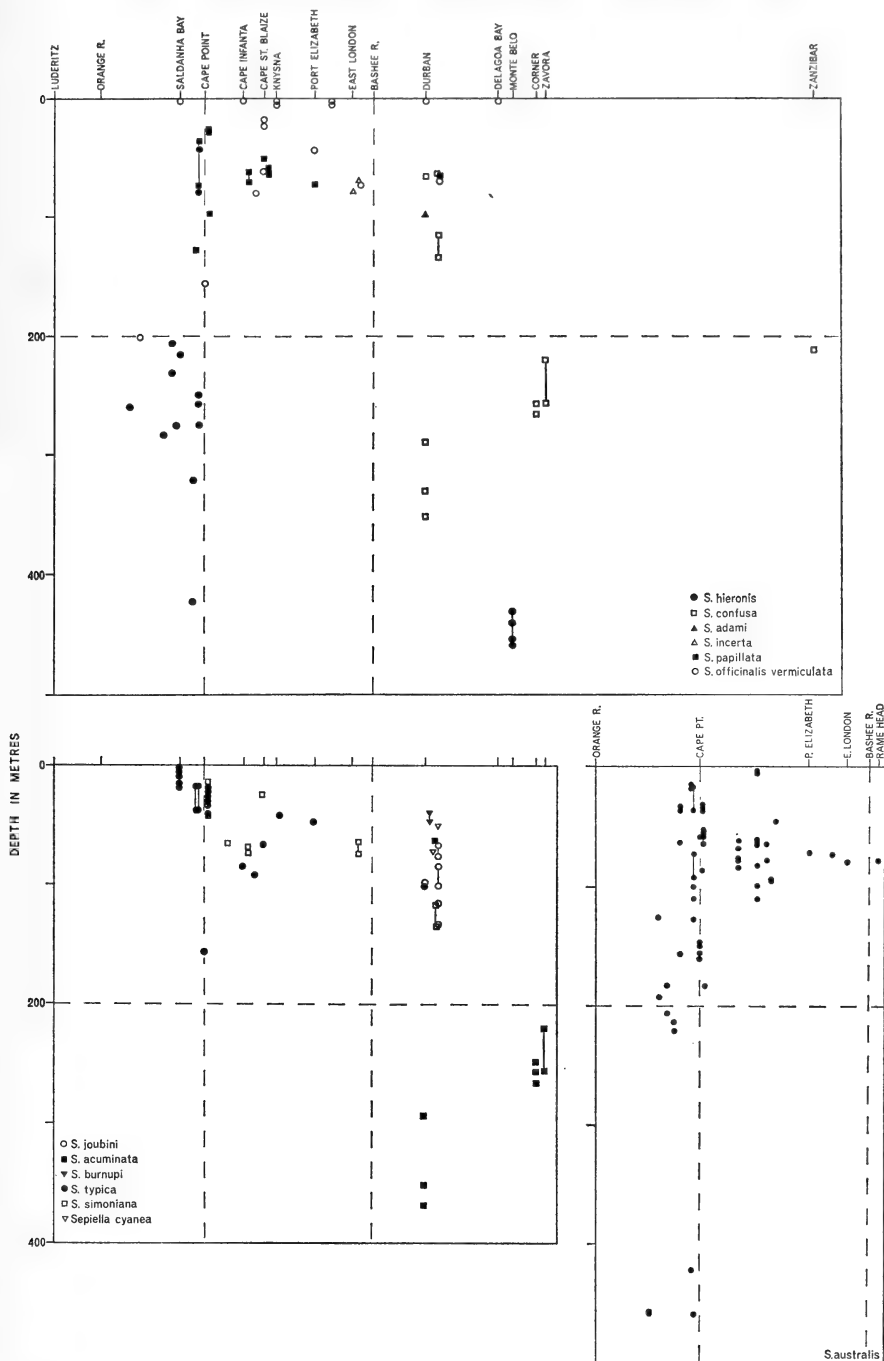 LUDERITZ
ORANGE R.
SALDANHA BAY
CAPE POINT
CAPE INFANTA
CAPE ST. BLAIZE
KNYSNA
PORT ELIZABETH
EAST LONDON
BASHEE R.
DURBAN
DELAGOA BAY
MONTE BELO
CORNER
ZAVORA
ZANZIBAR
0
200
400
S. hieronis
S. confusa
S. adami
S. incerta
S. papillata
S. officinalis vermiculata
DEPTH IN METRES
0
200
400
S. joubini
S. acuminata
S. burnupi
S. typica
S. simoniana
Sepiella cyanea
ORANGE R.
CAPE PT.
P. ELIZABETH
E. LONDON
BASHEE R.
RAME HEAD
S.australis